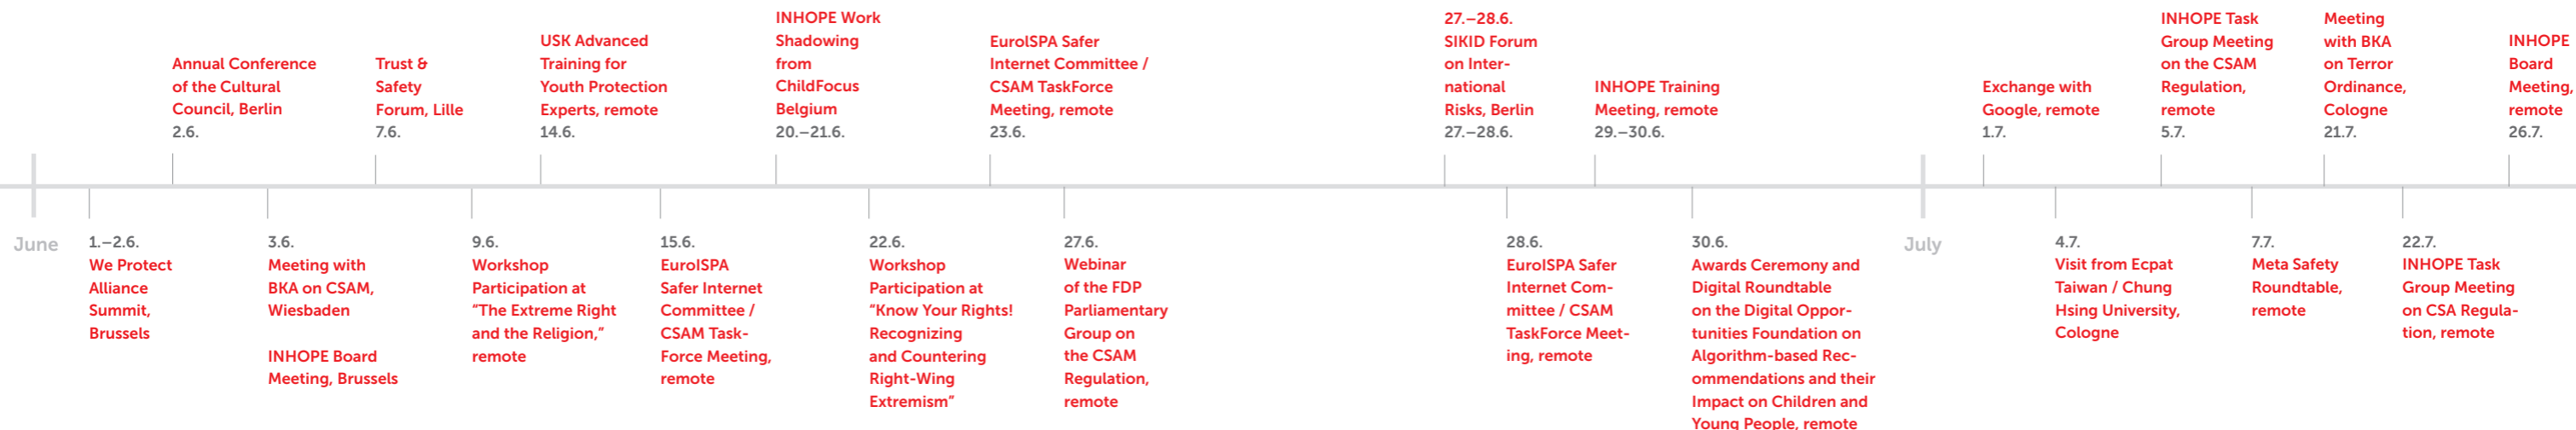 Annual Conference
of the Cultural
Council, Berlin
2.6.
Trust &
Safety
Forum, Lille
7.6.
USK Advanced
Training for
Youth Protection
Experts, remote
14.6.
INHOPE Work
Shadowing
from
ChildFocus
Belgium
20.–21.6.
EuroISPA Safer
Internet Committee /
CSAM TaskForce
Meeting, remote
23.6.
27.–28.6.
SIKID Forum
on Inter-
national
Risks, Berlin
27.–28.6.
INHOPE Training
Meeting, remote
29.–30.6.
Exchange with
Google, remote
1.7.
INHOPE Task
Group Meeting
on the CSAM
Regulation,
remote
5.7.
Meeting
with BKA
on Terror
Ordinance,
Cologne
21.7.
INHOPE
Board
Meeting,
remote
26.7.
June
1.–2.6.
We Protect
Alliance
Summit,
Brussels
3.6.
Meeting with
BKA on CSAM,
Wiesbaden
INHOPE Board
Meeting, Brussels
9.6.
Workshop
Participation at
“The Extreme Right
and the Religion,”
remote
15.6.
EuroISPA
Safer Internet
Committee /
CSAM Task-
Force Meeting,
remote
22.6.
Workshop
Participation at
“Know Your Rights!
Recognizing
and Countering
Right-Wing
Extremism”
27.6.
Webinar
of the FDP
Parliamentary
Group on
the CSAM
Regulation,
remote
28.6.
EuroISPA Safer
Internet Com-
mittee / CSAM
TaskForce Meet-
ing, remote
30.6.
Awards Ceremony and
Digital Roundtable
on the Digital Oppor-
tunities Foundation on
Algorithm-based Rec-
ommendations and their
Impact on Children and
Young People, remote
July
4.7.
Visit from Ecpat
Taiwan / Chung
Hsing University,
Cologne
7.7.
Meta Safety
Roundtable,
remote
22.7.
INHOPE Task
Group Meeting
on CSA Regula-
tion, remote